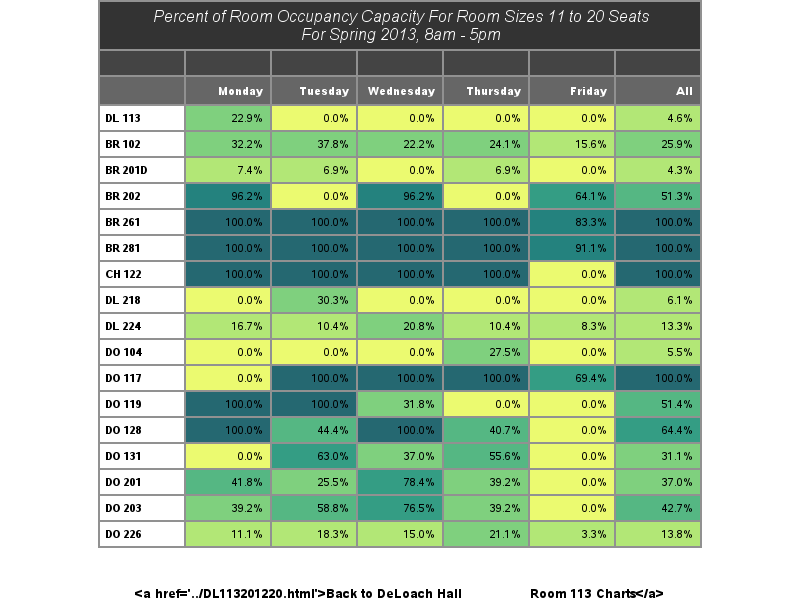 Percent of Room Occupancy Capacity For Room Sizes 11 to 20 Seats
For Spring 2013, 8am - 5pm
Monday Tuesday Wednesday Thursday Friday All
DL 113 22.9% 0.0% 0.0% 0.0% 0.0% 4.6%
BR 102 32.2% 37.8% 22.2% 24.1% 15.6% 25.9%
BR 201D 7.4% 6.9% 0.0% 6.9% 0.0% 4.3%
BR 202 96.2% 0.0% 96.2% 0.0% 64.1% 51.3%
BR 261 100.0% 100.0% 100.0% 100.0% 83.3% 100.0%
BR 281 100.0% 100.0% 100.0% 100.0% 91.1% 100.0%
CH 122 100.0% 100.0% 100.0% 100.0% 0.0% 100.0%
DL 218 0.0% 30.3% 0.0% 0.0% 0.0% 6.1%
DL 224 16.7% 10.4% 20.8% 10.4% 8.3% 13.3%
DO 104 0.0% 0.0% 0.0% 27.5% 0.0% 5.5%
DO 117 0.0% 100.0% 100.0% 100.0% 69.4% 100.0%
DO 119 100.0% 100.0% 31.8% 0.0% 0.0% 51.4%
DO 128 100.0% 44.4% 100.0% 40.7% 0.0% 64.4%
DO 131 0.0% 63.0% 37.0% 55.6% 0.0% 31.1%
DO 201 41.8% 25.5% 78.4% 39.2% 0.0% 37.0%
DO 203 39.2% 58.8% 76.5% 39.2% 0.0% 42.7%
DO 226 11.1% 18.3% 15.0% 21.1% 3.3% 13.8%
<a href='../DL113201220.html'>Back to DeLoach Hall Room 113 Charts</a>